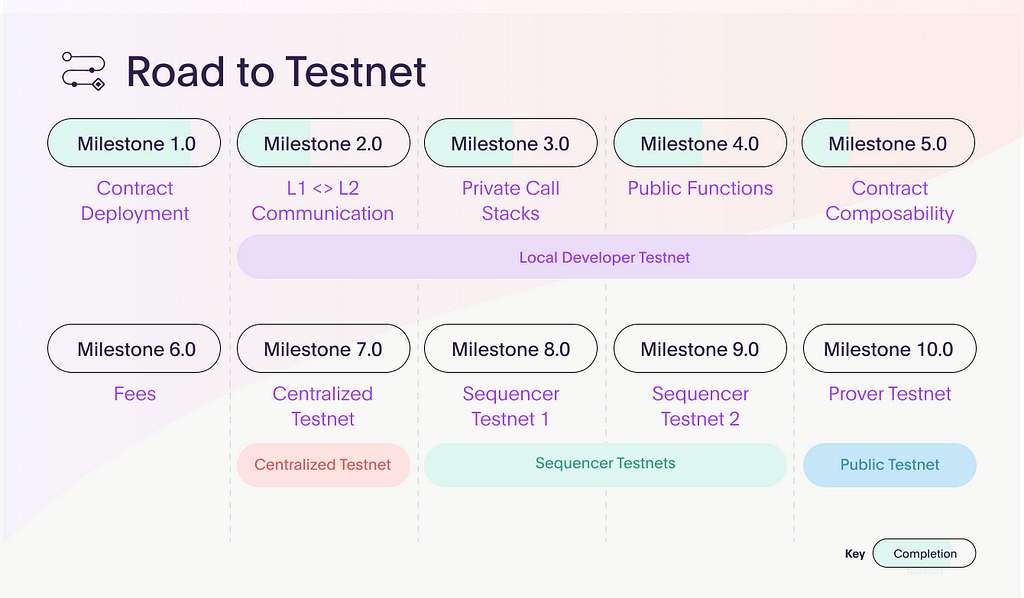 Road to Testnet
Milestone 1.0
Milestone 2.0
Milestone 3.0
Milestone 4.0
Milestone 5.0
Contract
Deployment
L1 <> L2
Communication
Private Call
Stacks
Public Functions
Contract
Composability
Local Developer Testnet
Milestone 6.0
Milestone 7.0
Milestone 8.0
Milestone 9.0
Milestone 10.0
Fees
Centralized
Testnet
Sequencer
Testnet 1
Sequencer
Testnet 2
Prover Testnet
Centralized Testnet
Sequencer Testnets
Public Testnet
Key
Completion